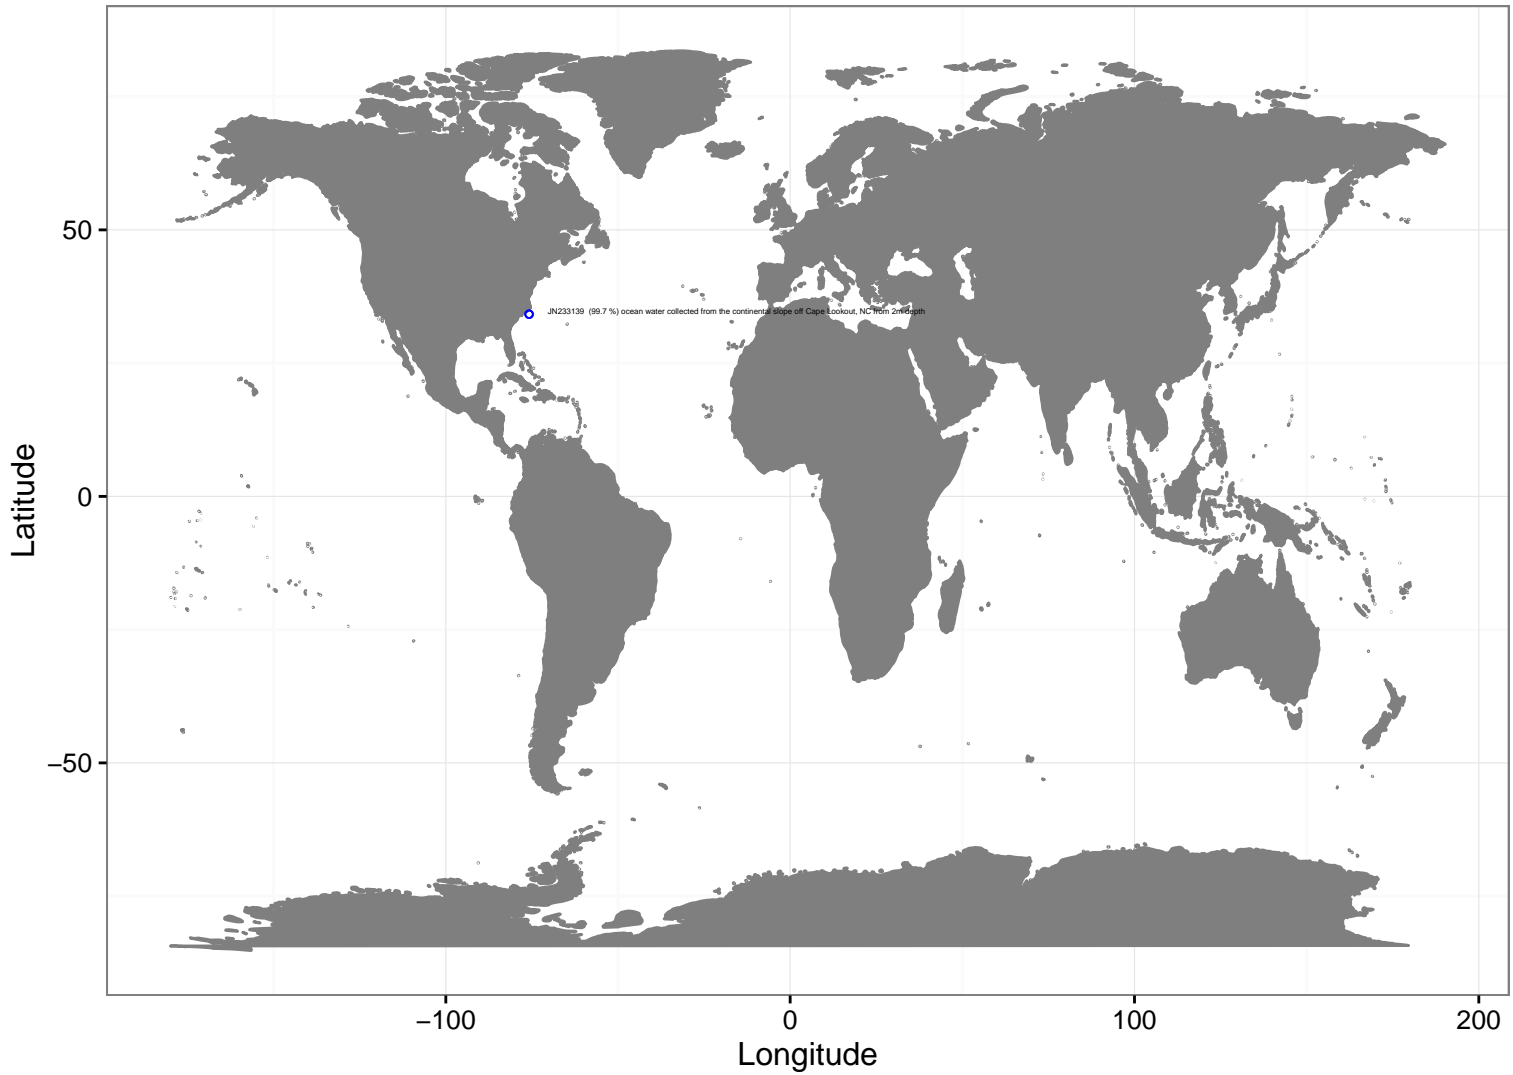 50
JN233139 (99.7 %) ocean water collected from the continental slope off Cape Lookout, NC from 2m depth
0
−50
Latitude
−100 0 100 200
Longitude